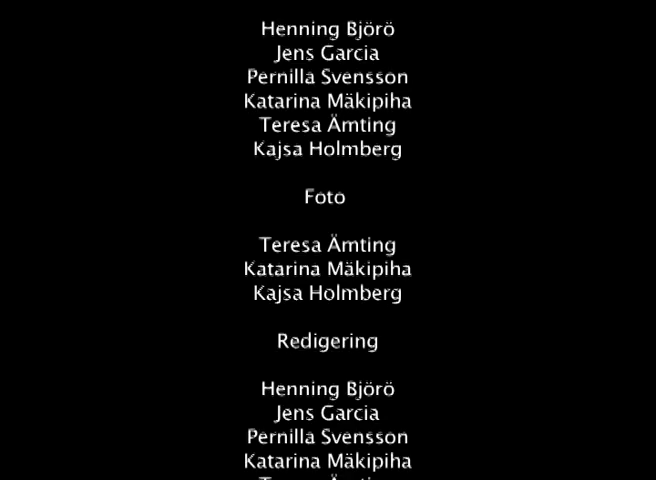 Henning Björö
Jens Garcia
Pernilla Svensson
Katarina Mäkipiha
Teresa Ämting
Kajsa Holmberg
Foto
Teresa Ämting
Katarina Mäkipiha
Kajsa Holmberg
Redigering
Henning Björö
Jens Garcia
Pernilla Svensson
Katarina Mäkipiha